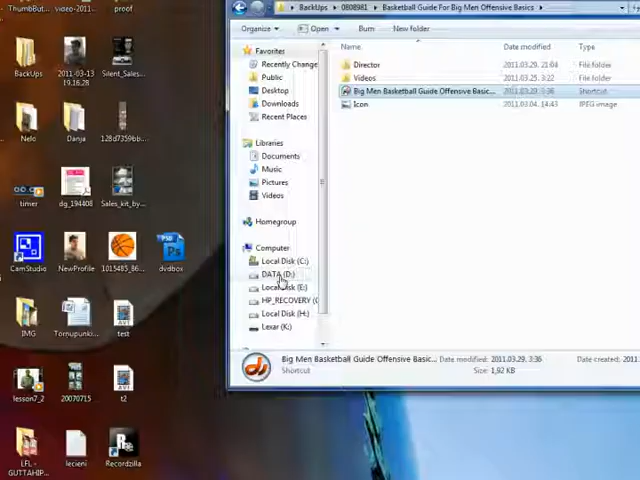 ThumbBut...
video-2011...
proof
BackUps
2011-03-13
19.16.28
Silent_Sales...
Nelo
Danja
128d7359bb...
timer
dg_194408
Sales_kit_by...
CamStudio
NewProfile
1015485_86...
dvdbox
IMG
Tornupunki...
test
lesson7_2
20070715
t2
LFL -
GUTTAHIP...
lecieni
Recordzilla
BackUps
0808981
Basketball Guide For Big Men Offensive Basics
Organize
Open
Burn
New folder
Name
Date modified
Type
Favorites
Recently Change
Public
Desktop
Downloads
Recent Places
Libraries
Documents
Music
Pictures
Videos
Homegroup
Computer
Local Disk (C:)
DATA (D:)
Local Disk (E:)
HP_RECOVERY (
Local Disk (H:)
Lexar (K:)
Director
2011.03.29. 21:04
File folder
Videos
2011.03.25. 3:22
File folder
Big Men Basketball Guide Offensive Basic...
2011.03.29. 3:36
Shortcut
Icon
2011.03.04. 14:43
JPEG image
Big Men Basketball Guide Offensive Basic...
Date modified: 2011.03.29. 3:36
Date created: 2011.
Shortcut
Size: 1,92 KB